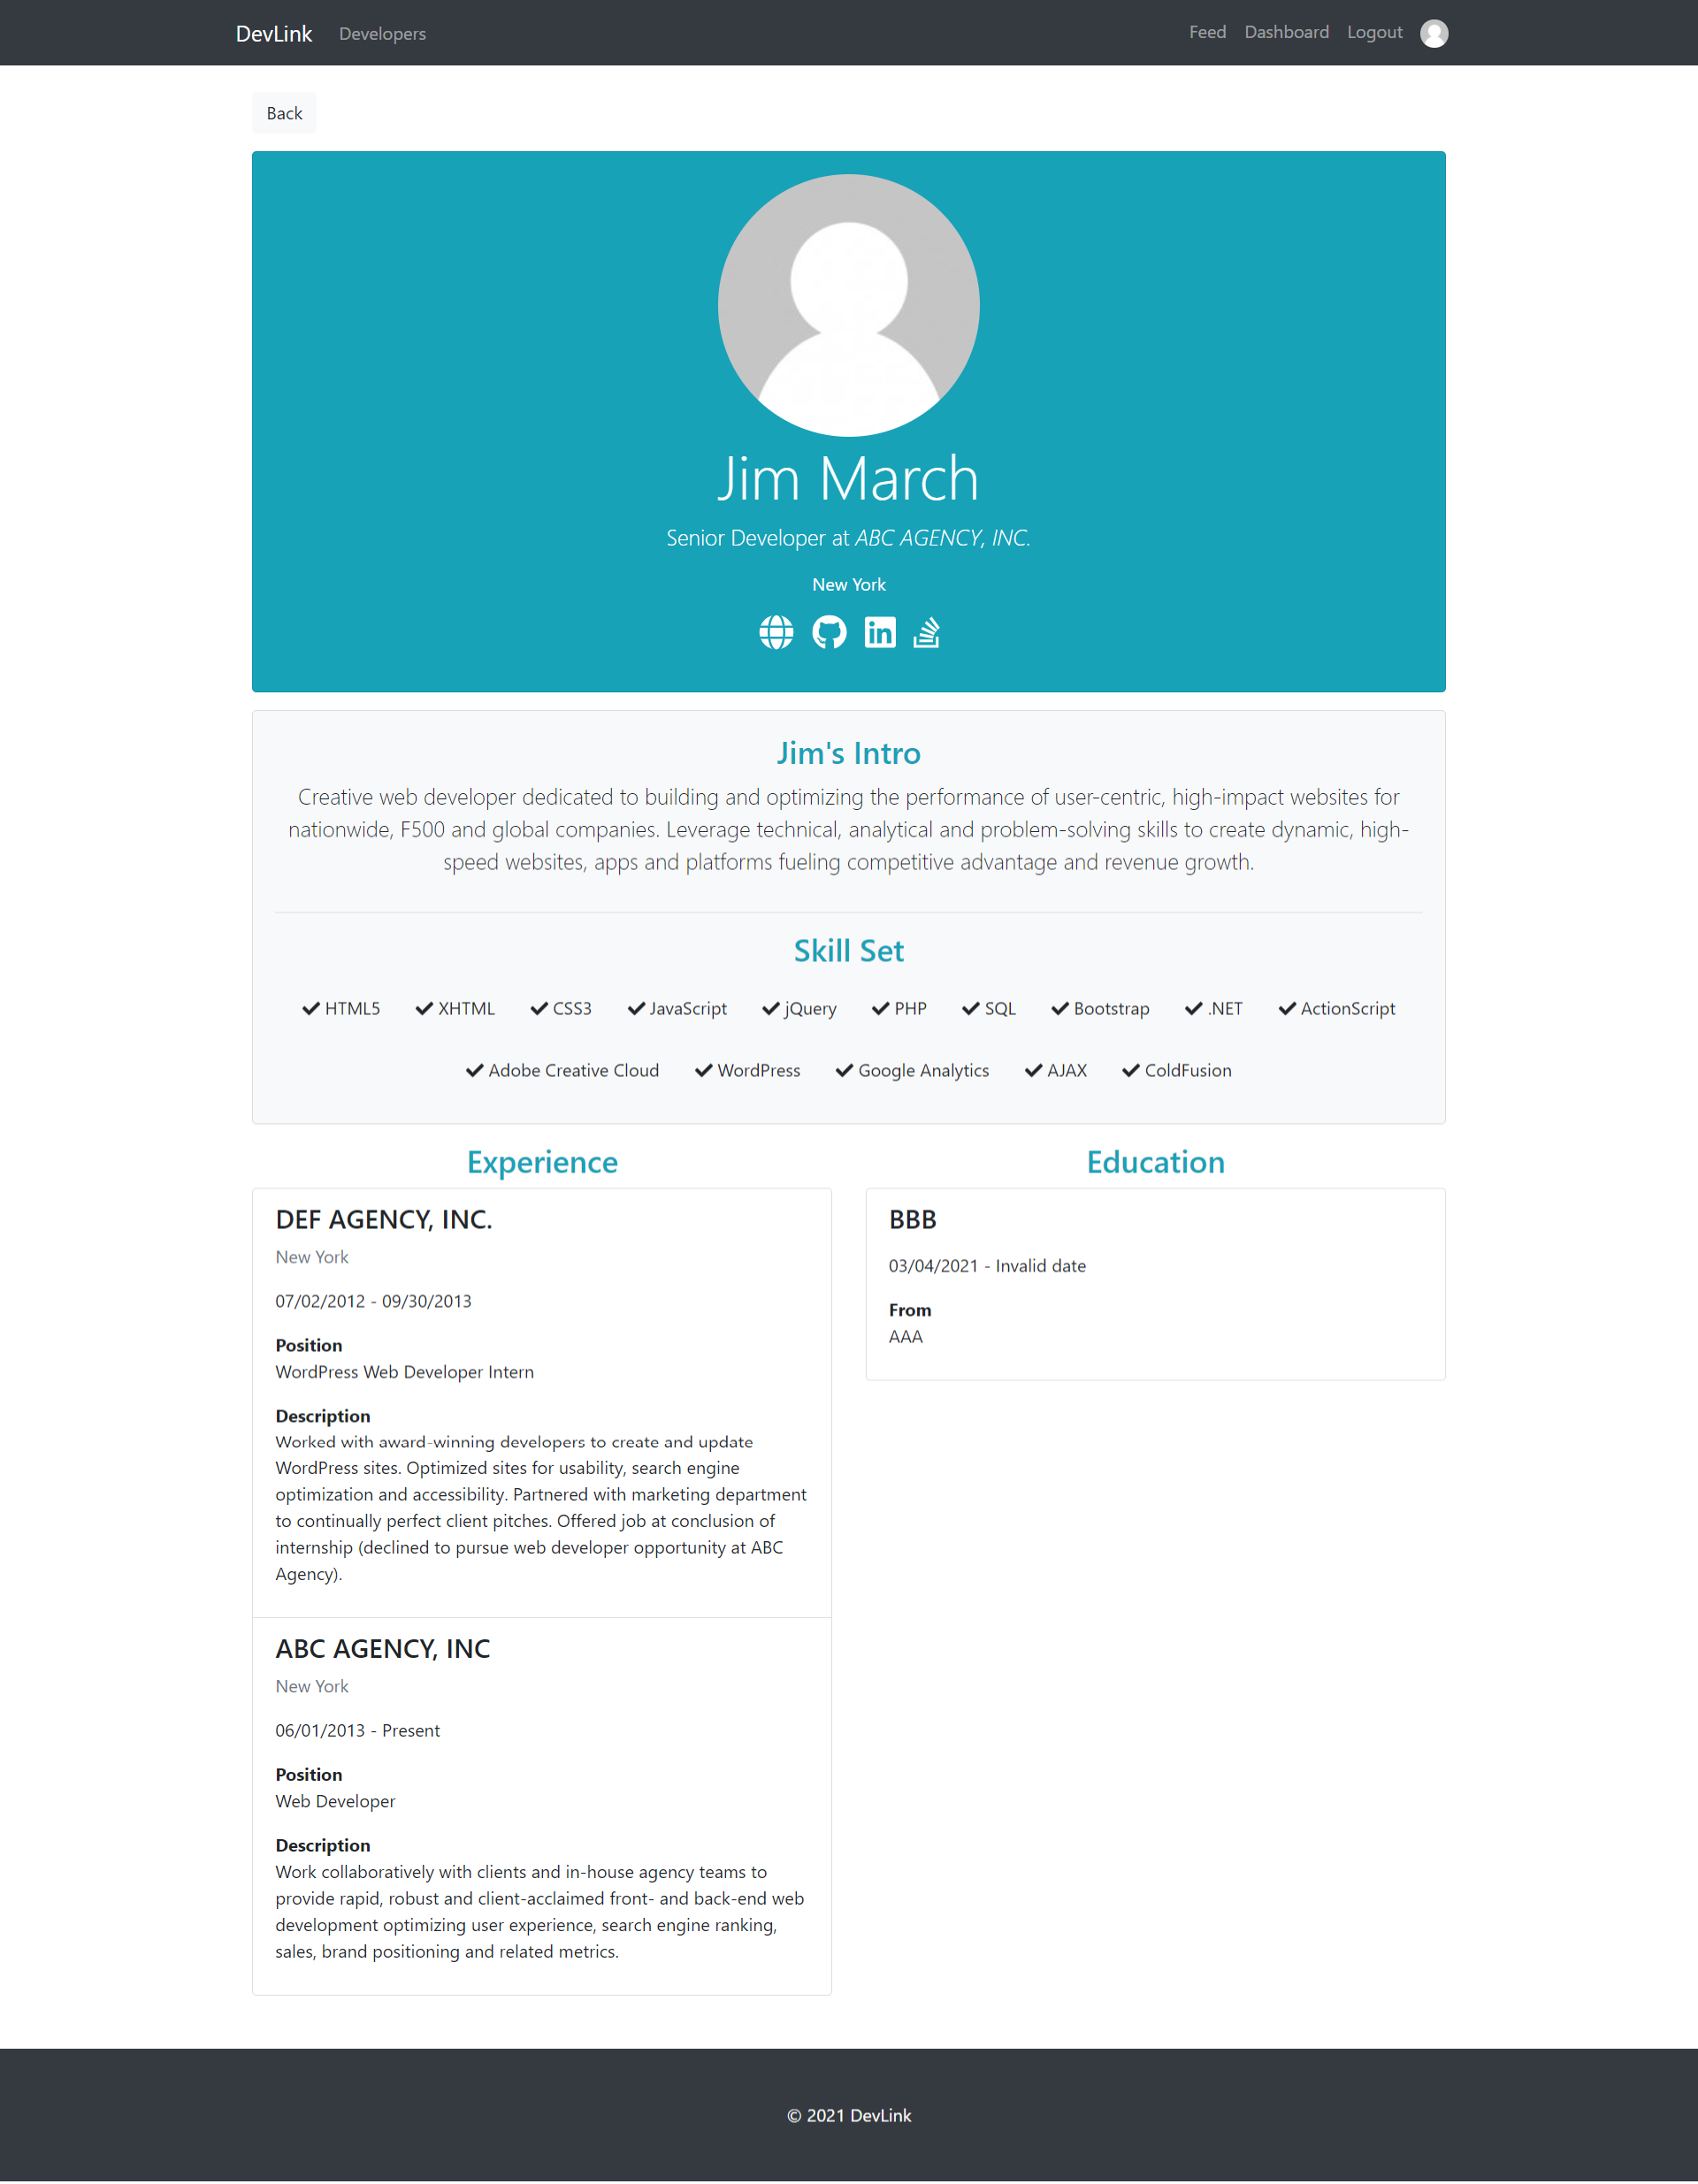 DevLink Developers Feed Dashboard Logout
Back
Jim March
Senior Developer at ABC AGENCY, INC.
New York
Jim's Intro
Creative web developer dedicated to building and optimizing the performance of user-centric, high-impact websites for
nationwide, F500 and global companies. Leverage technical, analytical and problem-solving skills to create dynamic, high-
speed websites, apps and platforms fueling competitive advantage and revenue growth.
Skill Set
HTML5 XHTML CSS3 JavaScript jQuery PHP SQL Bootstrap .NET ActionScript
Adobe Creative Cloud WordPress Google Analytics AJAX ColdFusion
Experience
DEF AGENCY, INC.
New York
07/02/2012 - 09/30/2013
Position
WordPress Web Developer Intern
Description
Worked with award-winning developers to create and update
WordPress sites. Optimized sites for usability, search engine
optimization and accessibility. Partnered with marketing department
to continually perfect client pitches. Offered job at conclusion of
internship (declined to pursue web developer opportunity at ABC
Agency).
ABC AGENCY, INC
New York
06/01/2013 - Present
Position
Web Developer
Description
Work collaboratively with clients and in-house agency teams to
provide rapid, robust and client-acclaimed front- and back-end web
development optimizing user experience, search engine ranking,
sales, brand positioning and related metrics.
Education
BBB
03/04/2021 - Invalid date
From
AAA
© 2021 DevLink